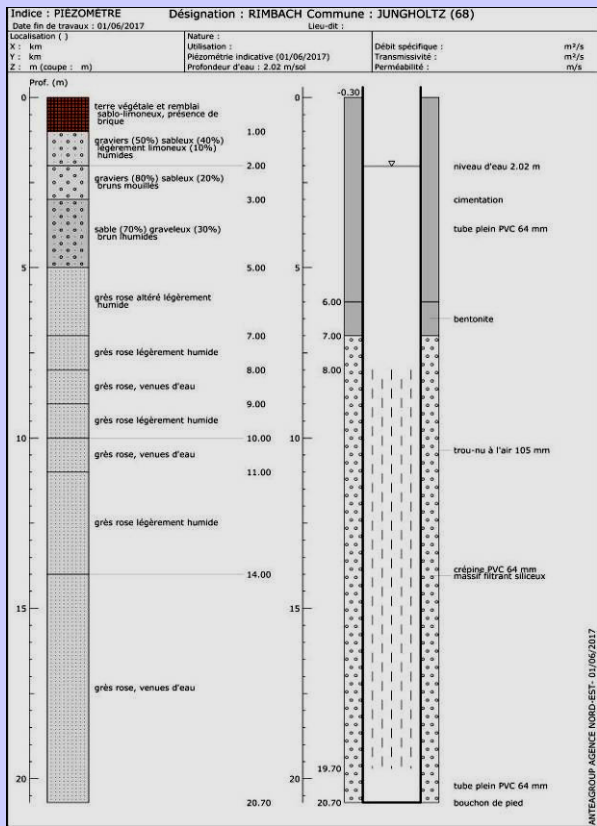 Indice : PIÉZOMÈTRE Désignation : RIMBACH Commune : JUNGHOLTZ (68)
Date fin de travaux : 01/06/2017 Lieu-dit :
Localisation ( )
X : km
Y : km
Z : m (coupe : m)
Nature :
Utilisation :
Piézométrie indicative (01/06/2017)
Profondeur d'eau : 2.02 m/sol
Débit spécifique : m²/s
Transmissivité : m²/s
Perméabilité : m/s
Prof. (m)
0
5
10
15
20
terre végétale et remblai
sablo-limoneux, présence de
brique
1.00
graviers (50%) sableux (40%)
légèrement limoneux (10%)
humides
2.00
graviers (80%) sableux (20%)
bruns mouillés
3.00
sable (70%) graveleux (30%)
brun humides
5.00
grès rose altéré légèrement
humide
7.00
grès rose légèrement humide
8.00
grès rose, venues d'eau
9.00
grès rose légèrement humide
10.00
grès rose, venues d'eau
11.00
grès rose légèrement humide
14.00
grès rose, venues d'eau
20.70
0
5
10
15
20
-0.30
6.00
7.00
8.00
19.70
20.70
niveau d'eau 2.02 m
cimentation
tube plein PVC 64 mm
bentonite
trou-nu à l'air 105 mm
crépine PVC 64 mm
massif filtrant siliceux
tube plein PVC 64 mm
bouchon de pied
ANTEAGROUP AGENCE NORD-EST- 01/06/2017